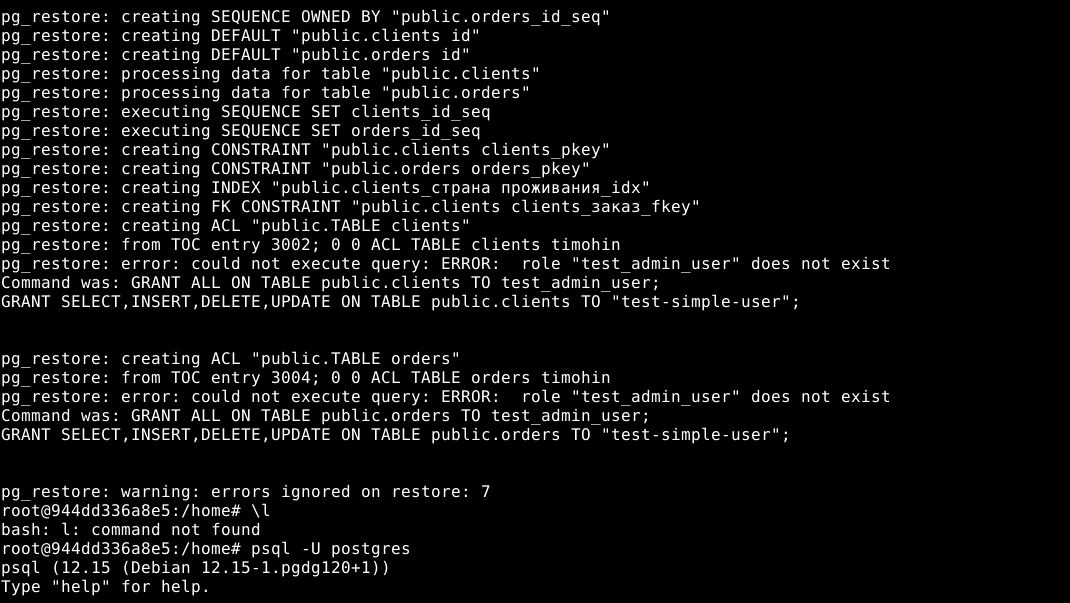 pg_restore: creating SEQUENCE OWNED BY "public.orders_id_seq"
pg_restore: creating DEFAULT "public.clients id"
pg_restore: creating DEFAULT "public.orders id"
pg_restore: processing data for table "public.clients"
pg_restore: processing data for table "public.orders"
pg_restore: executing SEQUENCE SET clients_id_seq
pg_restore: executing SEQUENCE SET orders_id_seq
pg_restore: creating CONSTRAINT "public.clients clients_pkey"
pg_restore: creating CONSTRAINT "public.orders orders_pkey"
pg_restore: creating INDEX "public.clients_страна проживания_idx"
pg_restore: creating FK CONSTRAINT "public.clients clients_заказ_fkey"
pg_restore: creating ACL "public.TABLE clients"
pg_restore: from TOC entry 3002; 0 0 ACL TABLE clients timohin
pg_restore: error: could not execute query: ERROR:  role "test_admin_user" does not exist
Command was: GRANT ALL ON TABLE public.clients TO test_admin_user;
GRANT SELECT,INSERT,DELETE,UPDATE ON TABLE public.clients TO "test-simple-user";
pg_restore: creating ACL "public.TABLE orders"
pg_restore: from TOC entry 3004; 0 0 ACL TABLE orders timohin
pg_restore: error: could not execute query: ERROR:  role "test_admin_user" does not exist
Command was: GRANT ALL ON TABLE public.orders TO test_admin_user;
GRANT SELECT,INSERT,DELETE,UPDATE ON TABLE public.orders TO "test-simple-user";
pg_restore: warning: errors ignored on restore: 7
root@944dd336a8e5:/home# \l
bash: l: command not found
root@944dd336a8e5:/home# psql -U postgres
psql (12.15 (Debian 12.15-1.pgdg120+1))
Type "help" for help.